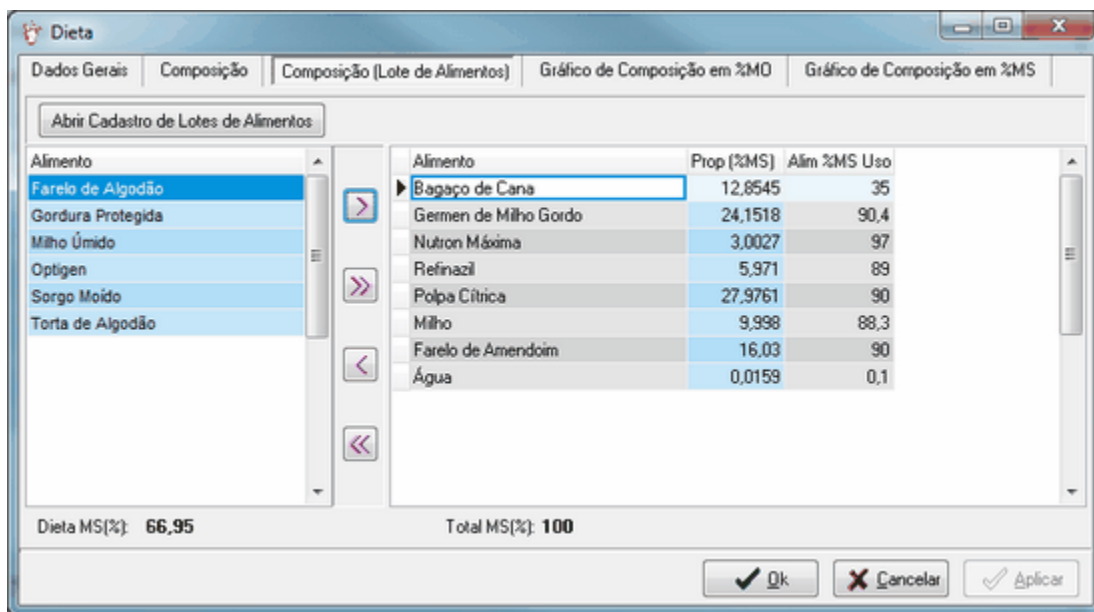 Dieta
Dados Gerais Composição Composição (Lote de Alimentos) Gráfico de Composição em %MO Gráfico de Composição em %MS
Abrir Cadastro de Lotes de Alimentos
Alimento
Farelo de Algodão
Gordura Protegida
Milho Úmido
Optigen
Sorgo Moído
Torta de Algodão
>
>>
<
<<
Alimento Prop (%MS) Alim %MS Uso
Bagaço de Cana 12,8545 35
Germen de Milho Gordo 24,1518 90,4
Nutron Máxima 3,0027 97
Refinazil 5,971 89
Polpa Cítrica 27,9761 90
Milho 9,998 88,3
Farelo de Amendoim 16,03 90
Água 0,0159 0,1
Dieta MS(%): 66,95 Total MS(%): 100
Ok Cancelar Aplicar